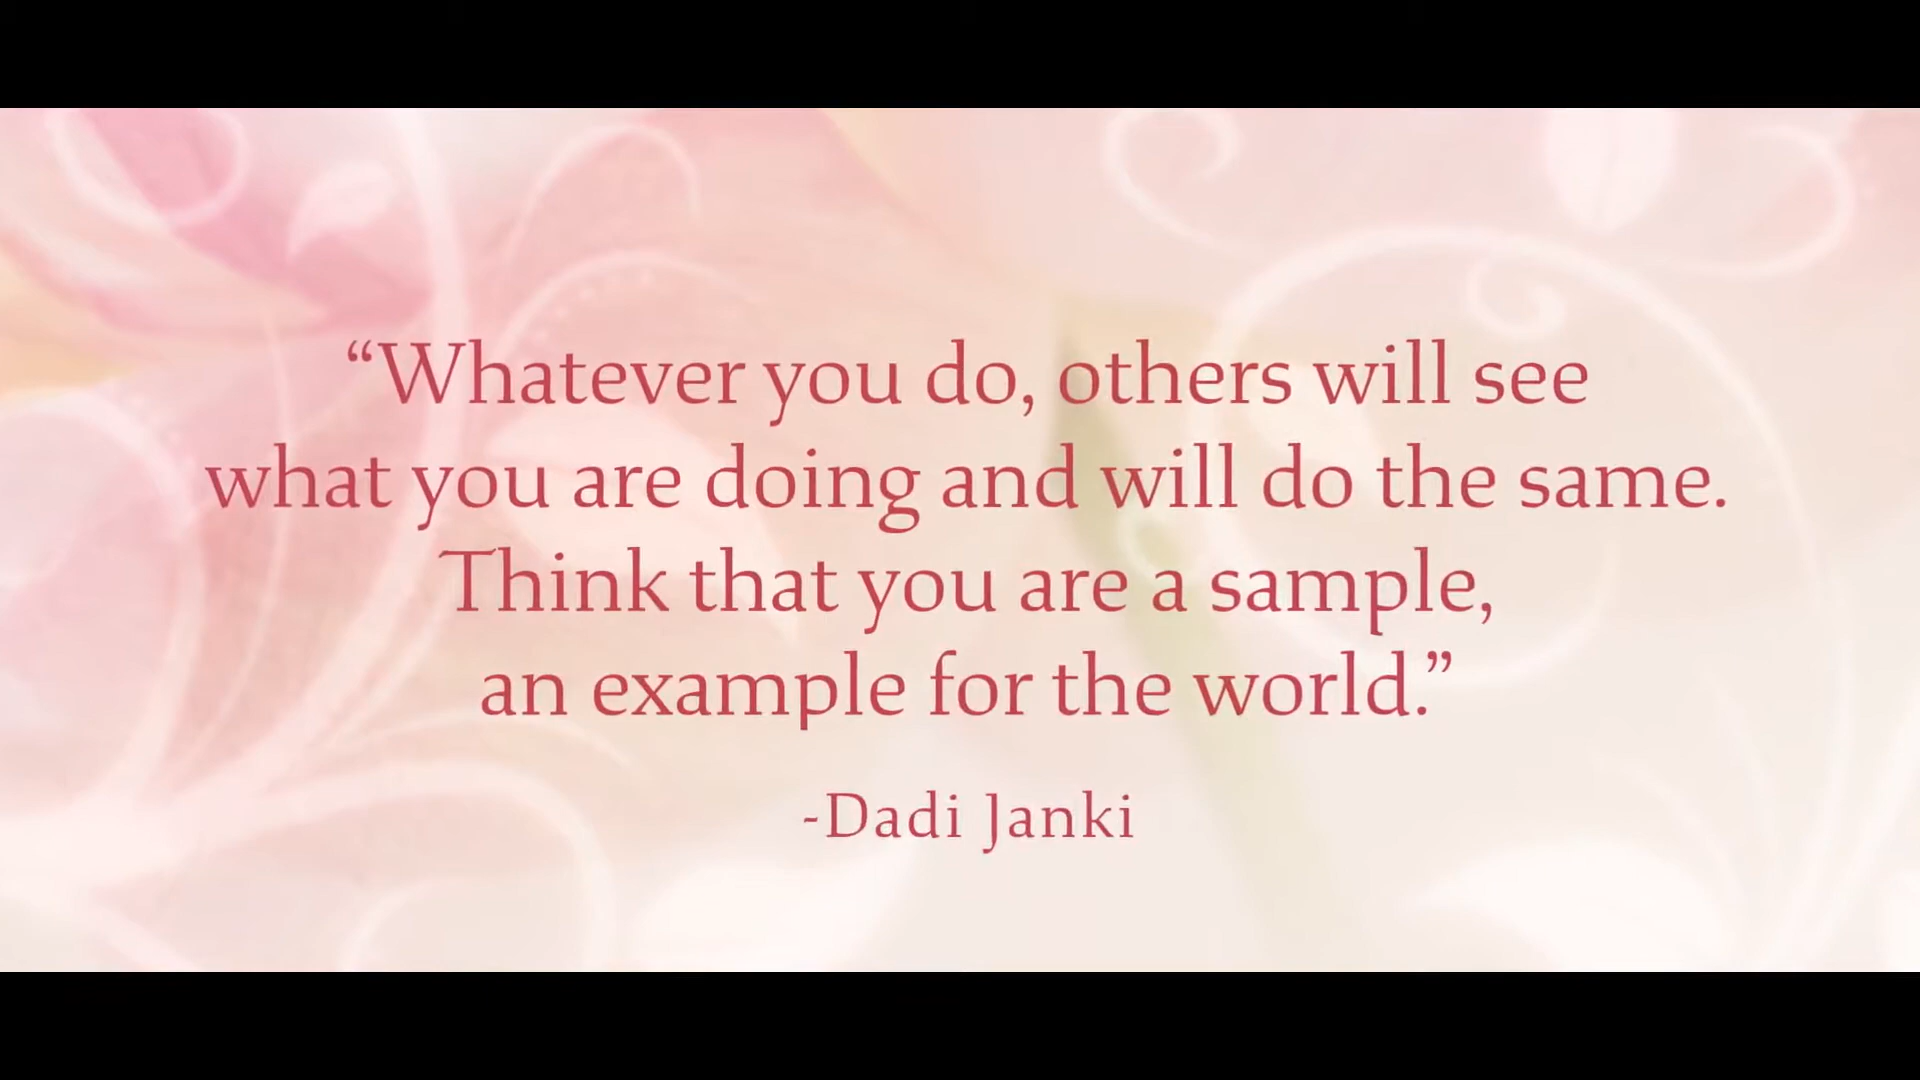 “Whatever you do, others will see
what you are doing and will do the same.
Think that you are a sample,
an example for the world.”
-Dadi Janki